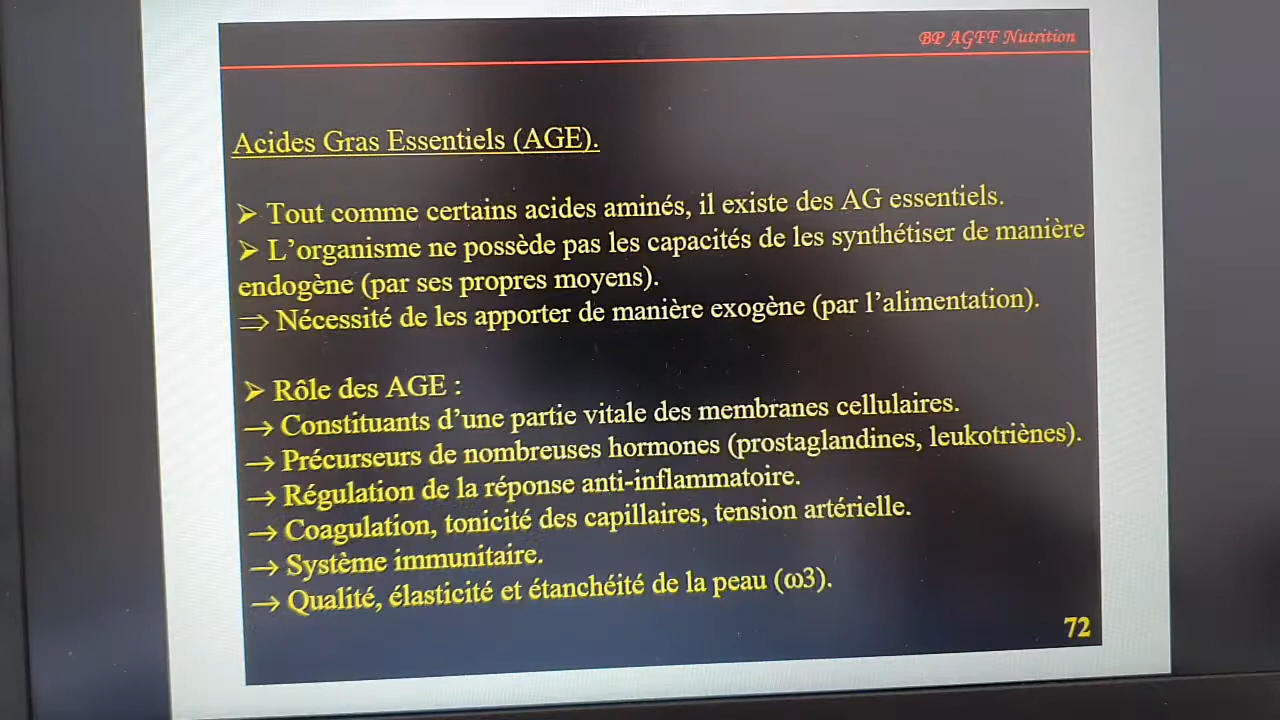 BP AGFF Nutrition
Acides Gras Essentiels (AGE).
➢ Tout comme certains acides aminés, il existe des AG essentiels.
➢ L’organisme ne possède pas les capacités de les synthétiser de manière
endogène (par ses propres moyens).
⇒ Nécessité de les apporter de manière exogène (par l’alimentation).
➢ Rôle des AGE :
→ Constituants d’une partie vitale des membranes cellulaires.
→ Précurseurs de nombreuses hormones (prostaglandines, leukotriènes).
→ Régulation de la réponse anti-inflammatoire.
→ Coagulation, tonicité des capillaires, tension artérielle.
→ Système immunitaire.
→ Qualité, élasticité et étanchéité de la peau (ω3).
72